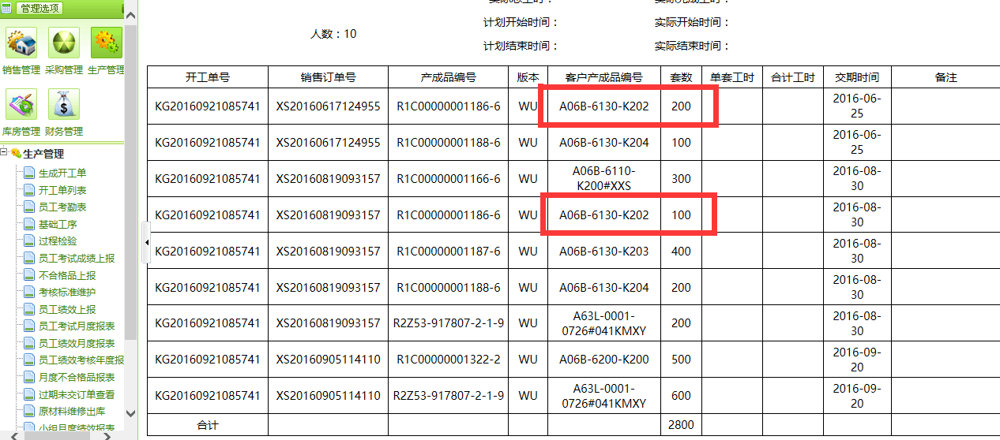 管理选项
销售管理 采购管理 生产管理
库房管理 财务管理
生产管理
生成开工单
开工单列表
员工考勤表
基础工序
过程检验
员工考试成绩上报
不合格品上报
考核标准维护
员工绩效上报
员工考试月度报表
员工绩效月度报表
员工绩效考核年度报
月度不合格品报表
过期未交订单查看
原材料维修出库
小组月度绩效报表
人数：10
计划开始时间： 实际开始时间：
计划结束时间： 实际结束时间：
开工单号 销售订单号 产成品编号 版本 客户产成品编号 套数 单套工时 合计工时 交期时间 备注
KG20160921085741 XS20160617124955 R1C00000001186-6 WU A06B-6130-K202 200 2016-06-
25
KG20160921085741 XS20160617124955 R1C00000001188-6 WU A06B-6130-K204 100 2016-06-
25
KG20160921085741 XS20160819093157 R1C00000001166-6 WU A06B-6110- 300 2016-08-
K200#XXS 30
KG20160921085741 XS20160819093157 R1C00000001186-6 WU A06B-6130-K202 100 2016-08-
30
KG20160921085741 XS20160819093157 R1C00000001187-6 WU A06B-6130-K203 400 2016-08-
30
KG20160921085741 XS20160819093157 R1C00000001188-6 WU A06B-6130-K204 200 2016-08-
30
KG20160921085741 XS20160819093157 R2Z53-917807-2-1-9 WU A63L-0001- 200 2016-08-
0726#041KMXY 30
KG20160921085741 XS20160905114110 R1C00000001322-2 WU A06B-6200-K200 500 2016-09-
20
KG20160921085741 XS20160905114110 R2Z53-917807-2-1-9 WU A63L-0001- 600 2016-09-
0726#041KMXY 20
合计 2800